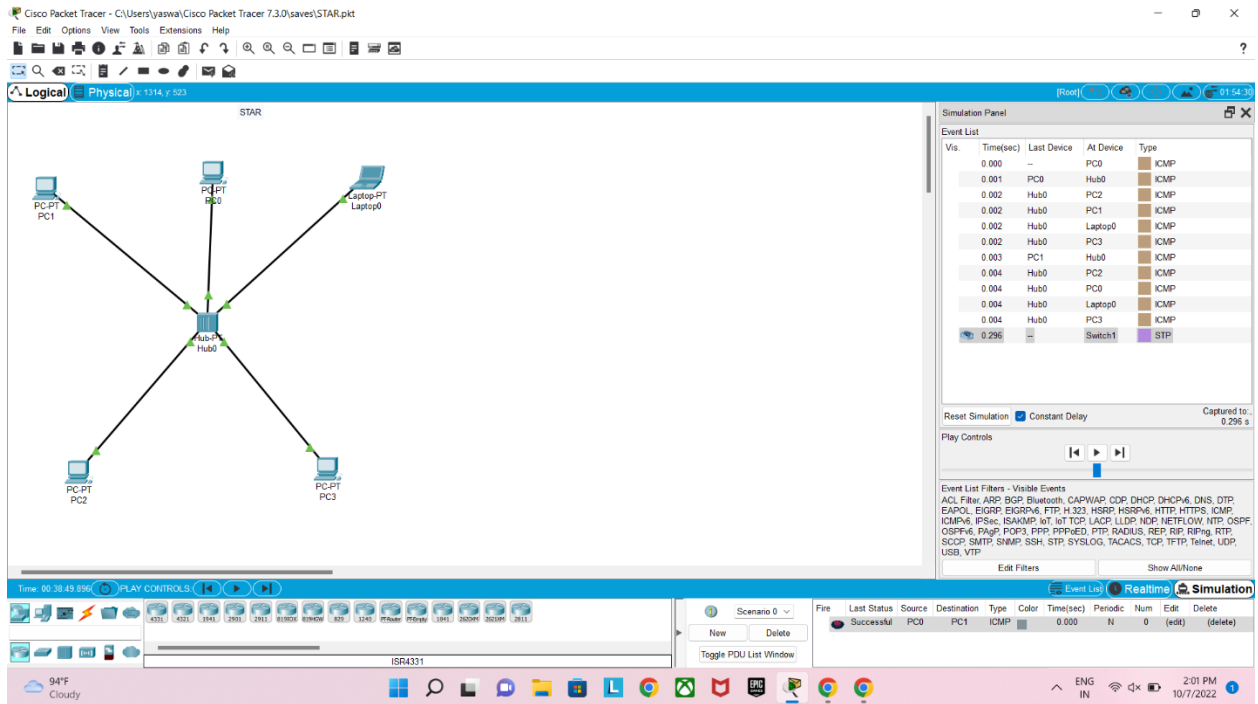 Cisco Packet Tracer - C:\Users\yaswa\Cisco Packet Tracer 7.3.0\saves\STAR.pkt
File Edit Options View Tools Extensions Help
?
Logical Physical x: 1314, y: 523 [Root] 01:54:30
STAR
PC-PT
PC1
PC-PT
PC0
Laptop-PT
Laptop0
Hub-PT
Hub0
PC-PT
PC2
PC-PT
PC3
Simulation Panel
Event List
Vis. Time(sec) Last Device At Device Type
0.000 -- PC0 ICMP
0.001 PC0 Hub0 ICMP
0.002 Hub0 PC2 ICMP
0.002 Hub0 PC1 ICMP
0.002 Hub0 Laptop0 ICMP
0.002 Hub0 PC3 ICMP
0.003 PC1 Hub0 ICMP
0.004 Hub0 PC2 ICMP
0.004 Hub0 PC0 ICMP
0.004 Hub0 Laptop0 ICMP
0.004 Hub0 PC3 ICMP
0.296 -- Switch1 STP
Reset Simulation Constant Delay Captured to:
0.296 s
Play Controls
Event List Filters - Visible Events
ACL Filter, ARP, BGP, Bluetooth, CAPWAP, CDP, DHCP, DHCPv6, DNS, DTP,
EAPOL, EIGRP, EIGRPv6, FTP, H.323, HSRP, HSRPv6, HTTP, HTTPS, ICMP,
ICMPv6, IPSec, ISAKMP, IoT, IoT TCP, LACP, LLDP, NDP, NETFLOW, NTP, OSPF,
OSPFv6, PAgP, POP3, PPP, PPPoED, PTP, RADIUS, REP, RIP, RIPng, RTP,
SCCP, SMTP, SNMP, SSH, STP, SYSLOG, TACACS, TCP, TFTP, Telnet, UDP,
USB, VTP
Edit Filters Show All/None
Time: 00:38:49.896 PLAY CONTROLS: Event List Realtime Simulation
4331 4321 1941 2901 2911 819HGW 829 1240 PT-Router PT-Empty 1841 2620XM 2621XM 2811
ISR4331
Scenario 0
New Delete
Toggle PDU List Window
Fire Last Status Source Destination Type Color Time(sec) Periodic Num Edit Delete
Successful PC0 PC1 ICMP 0.000 N 0 (edit) (delete)
94°F
Cloudy
EPIC
GAMES
L
ENG
IN
2:01 PM
10/7/2022
1